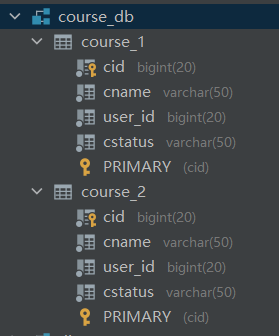 course_db
course_1
cid bigint(20)
cname varchar(50)
user_id bigint(20)
cstatus varchar(50)
PRIMARY (cid)
course_2
cid bigint(20)
cname varchar(50)
user_id bigint(20)
cstatus varchar(50)
PRIMARY (cid)